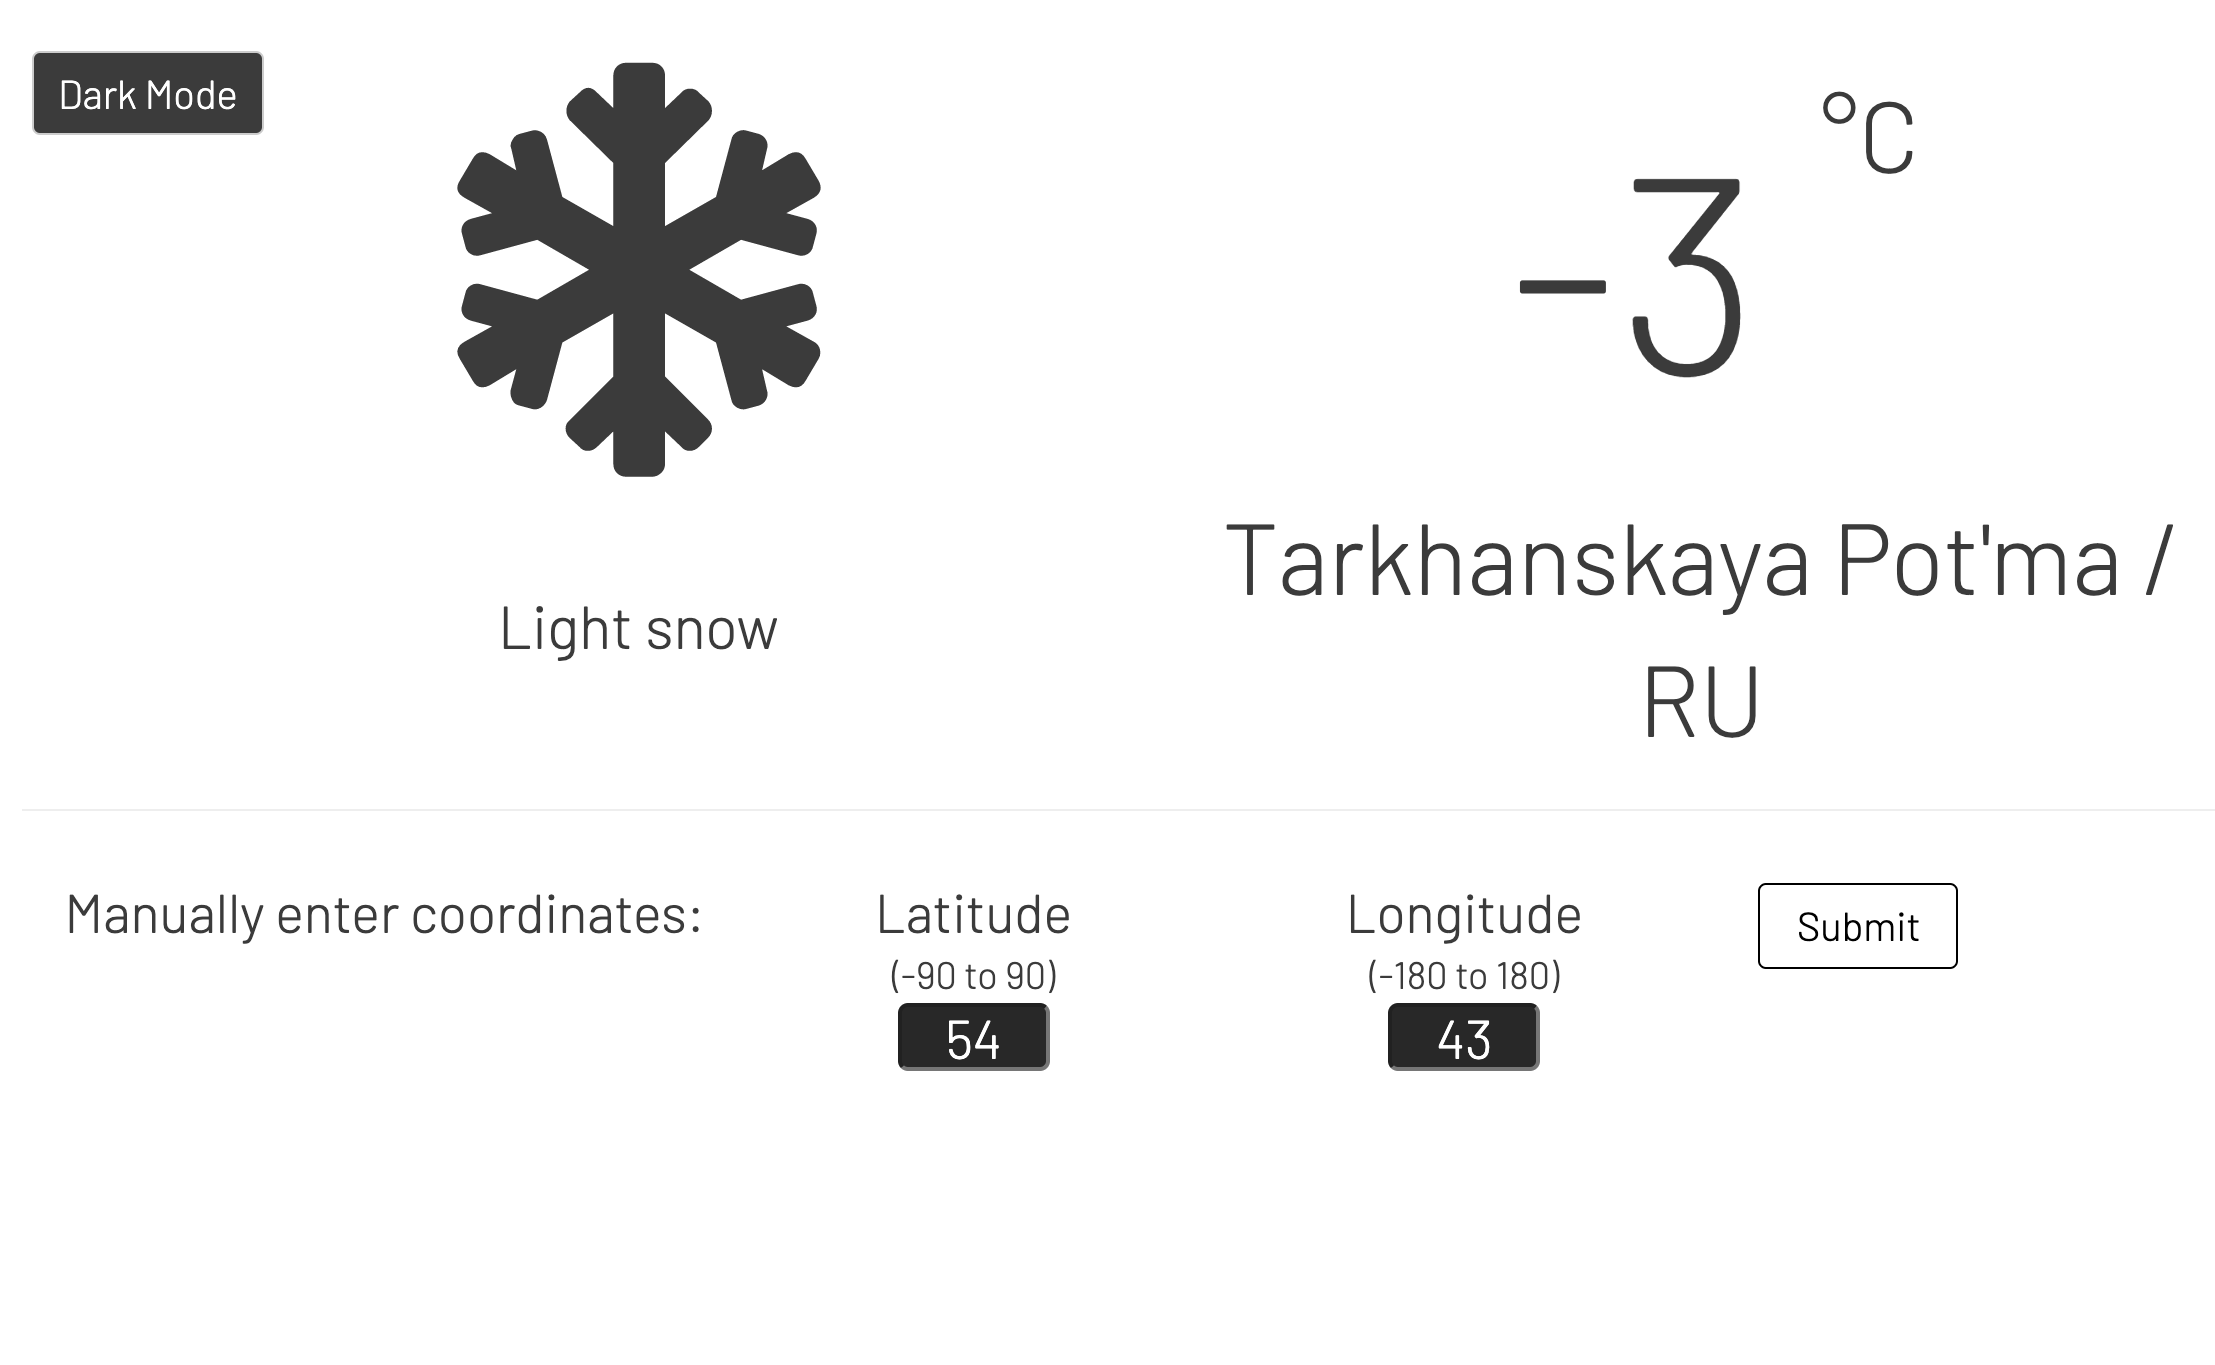 Dark Mode
°C
-3
Light snow
Tarkhanskaya Pot'ma /
RU
Manually enter coordinates:
Latitude
(-90 to 90)
54
Longitude
(-180 to 180)
43
Submit